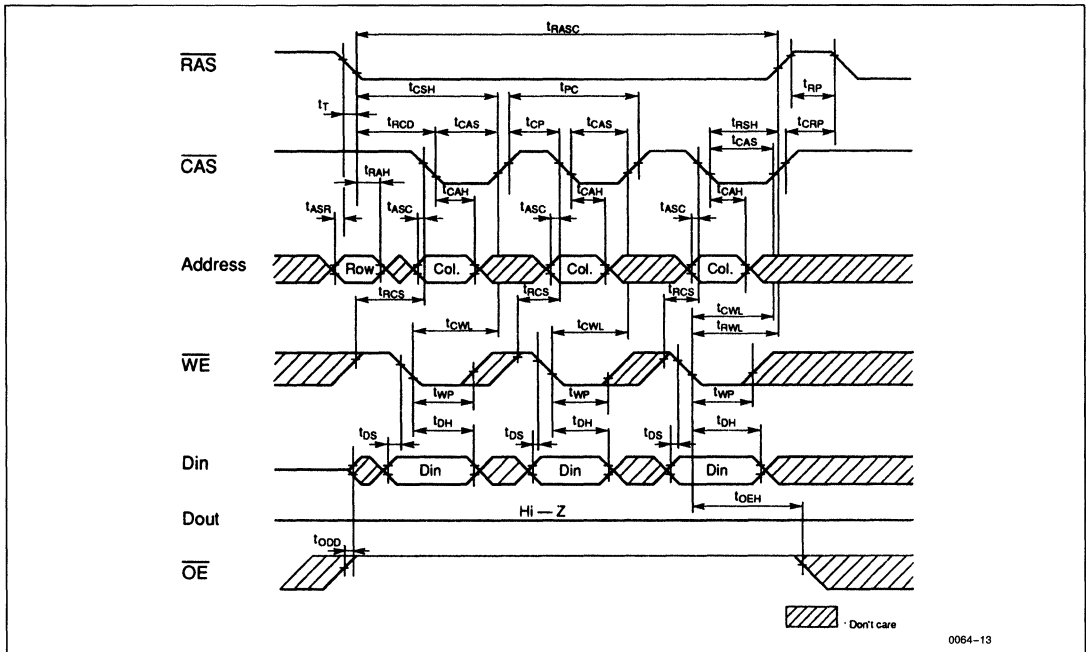 tRASC
RAS
tRP
tCSH
tPC
tT
tRCD
tCAS
tCP
tCAS
tRSH
tCRP
tCAS
CAS
tRAH
tCAH
tCAH
tCAH
tASR
tASC
tASC
tASC
Address
Row
Col.
Col.
Col.
tRCS
tRCS
tRCS
tCWL
tCWL
tCWL
tRWL
WE
tWP
tWP
tWP
tDS
tDH
tDS
tDH
tDS
tDH
Din
Din
Din
Din
tOEH
Dout
Hi — Z
tODD
OE
: Don't care
0064–13